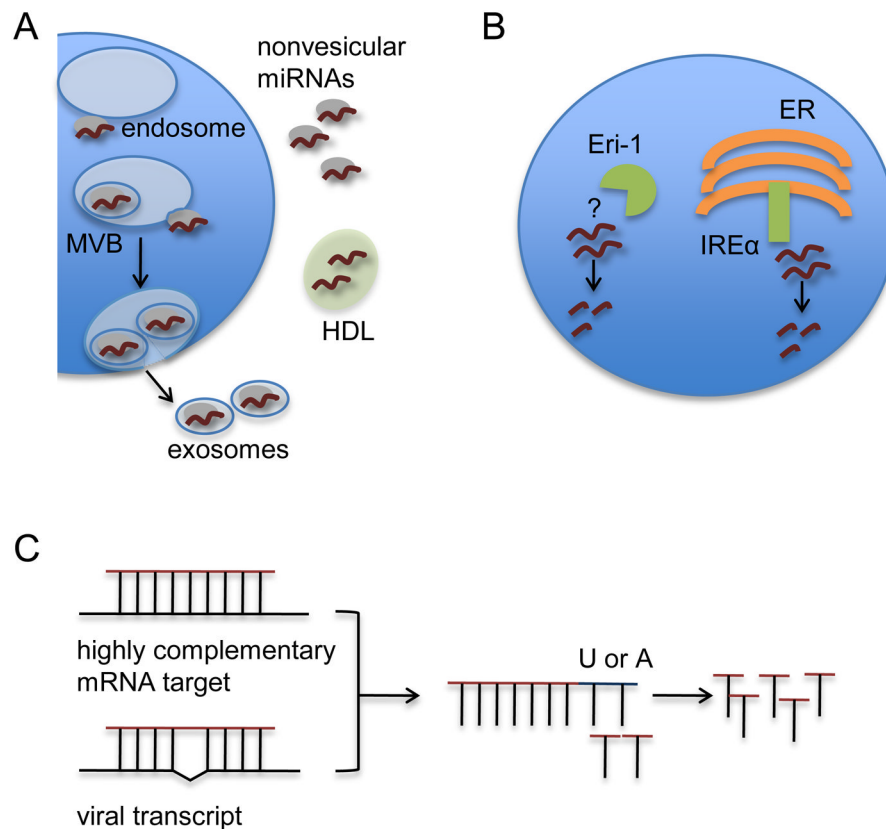 A
nonvesicular
miRNAs
endosome
MVB
HDL
exosomes
B
ER
Eri-1
?
IREα
C
highly complementary
mRNA target
U or A
viral transcript